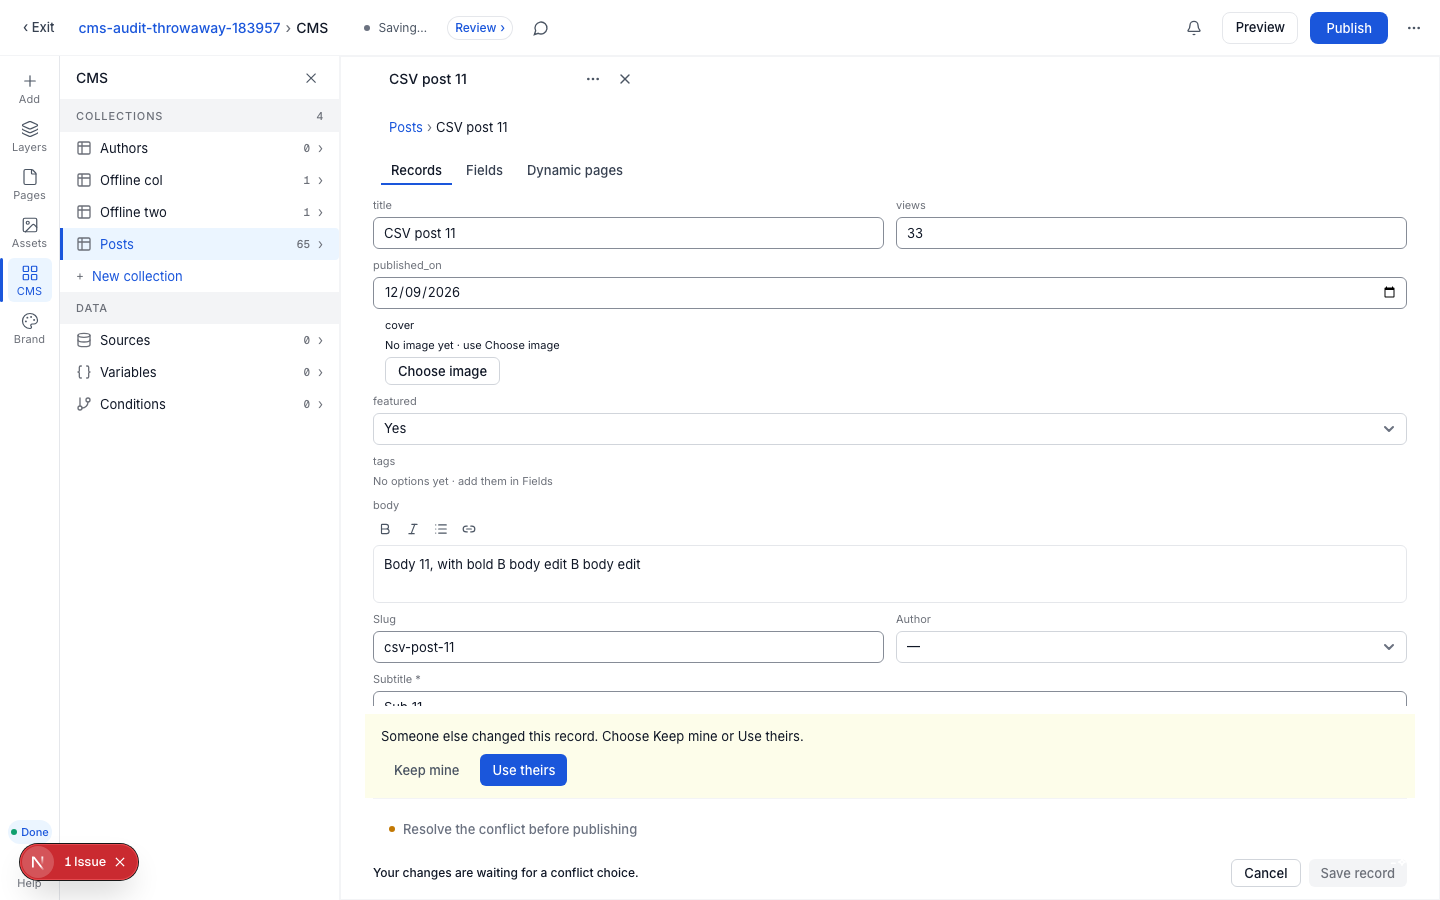 ‹ Exit
cms-audit-throwaway-183957 › CMS
Saving...
Review ›
Preview
Publish
Add
Layers
Pages
Assets
CMS
Brand
Done
N 1 Issue
Help
CMS
COLLECTIONS 4
Authors 0 ›
Offline col 1 ›
Offline two 1 ›
Posts 65 ›
+ New collection
DATA
Sources 0 ›
Variables 0 ›
Conditions 0 ›
CSV post 11
Posts › CSV post 11
Records Fields Dynamic pages
title views
CSV post 11 33
published_on
12/09/2026
cover
No image yet · use Choose image
Choose image
featured
Yes
tags
No options yet · add them in Fields
body
B I
Body 11, with bold B body edit B body edit
Slug Author
csv-post-11 —
Subtitle *
Sub 11
Someone else changed this record. Choose Keep mine or Use theirs.
Keep mine Use theirs
Resolve the conflict before publishing
Your changes are waiting for a conflict choice.
Cancel Save record